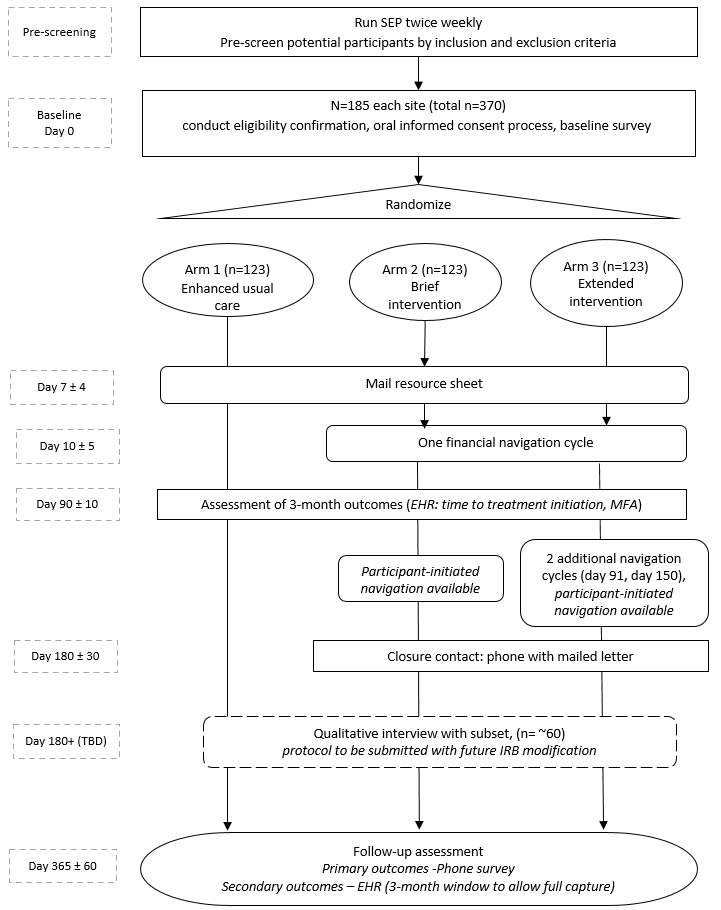 Pre-screening
Run SEP twice weekly
Pre-screen potential participants by inclusion and exclusion criteria
Baseline
Day 0
N=185 each site (total n=370)
conduct eligibility confirmation, oral informed consent process, baseline survey
Randomize
Arm 1 (n=123)
Enhanced usual
care
Arm 2 (n=123)
Brief
intervention
Arm 3 (n=123)
Extended
intervention
Day 7 ± 4
Mail resource sheet
Day 10 ± 5
One financial navigation cycle
Day 90 ± 10
Assessment of 3-month outcomes (EHR: time to treatment initiation, MFA)
Participant-initiated
navigation available
2 additional navigation
cycles (day 91, day 150),
participant-initiated
navigation available
Day 180 ± 30
Closure contact: phone with mailed letter
Day 180+ (TBD)
Qualitative interview with subset, (n= ~60)
protocol to be submitted with future IRB modification
Day 365 ± 60
Follow-up assessment
Primary outcomes -Phone survey
Secondary outcomes – EHR (3-month window to allow full capture)